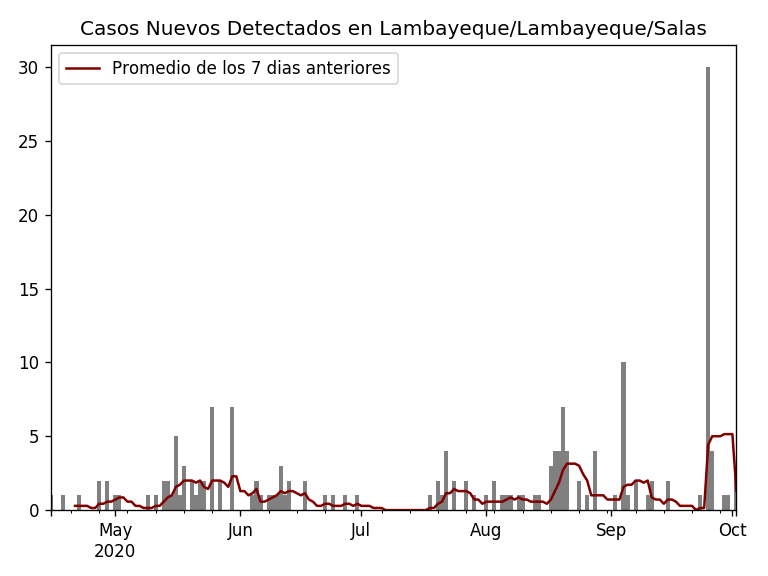 Casos Nuevos Detectados en Lambayeque/Lambayeque/Salas
Promedio de los 7 dias anteriores
30
25
20
15
10
5
0
May Jun Jul Aug Sep Oct
2020